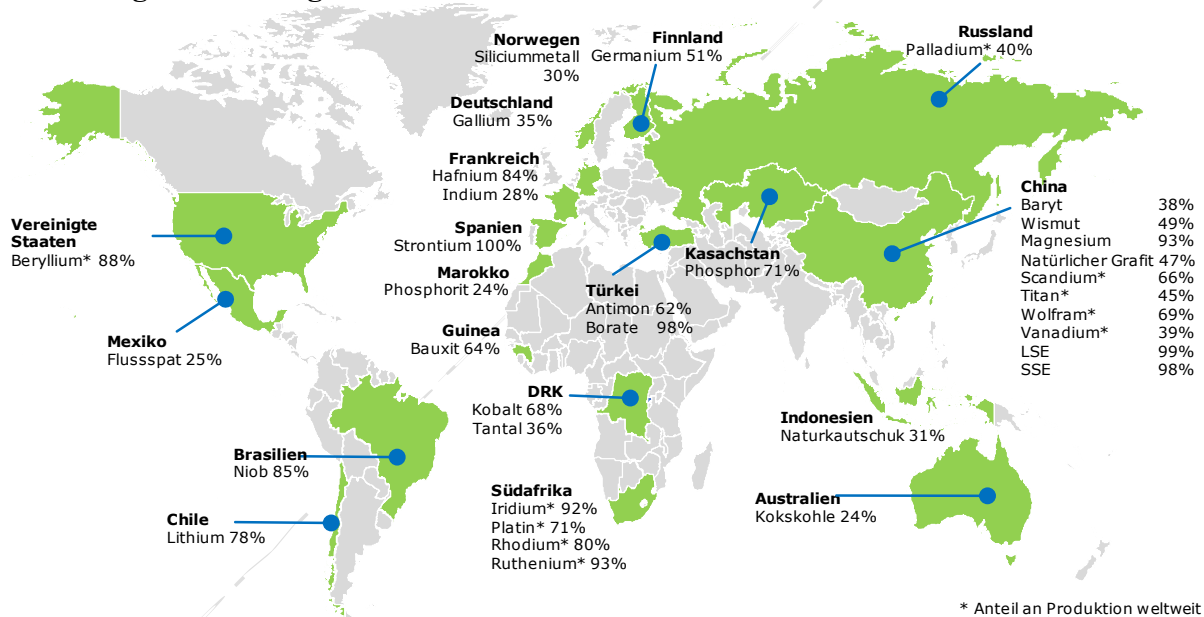 Norwegen
Siliciummetall
30%
Finnland
Germanium 51%
Russland
Palladium* 40%
Deutschland
Gallium 35%
Frankreich
Hafnium 84%
Indium 28%
Spanien
Strontium 100%
Marokko
Phosphorit 24%
Guinea
Bauxit 64%
Vereinigte
Staaten
Beryllium* 88%
Mexiko
Flussspat 25%
Türkei
Antimon 62%
Borate 98%
Kasachstan
Phosphor 71%
China
Baryt 38%
Wismut 49%
Magnesium 93%
Natürlicher Grafit 47%
Scandium* 66%
Titan* 45%
Wolfram* 69%
Vanadium* 39%
LSE 99%
SSE 98%
DRK
Kobalt 68%
Tantal 36%
Indonesien
Naturkautschuk 31%
Brasilien
Niob 85%
Chile
Lithium 78%
Südafrika
Iridium* 92%
Platin* 71%
Rhodium* 80%
Ruthenium* 93%
Australien
Kokskohle 24%
* Anteil an Produktion weltweit